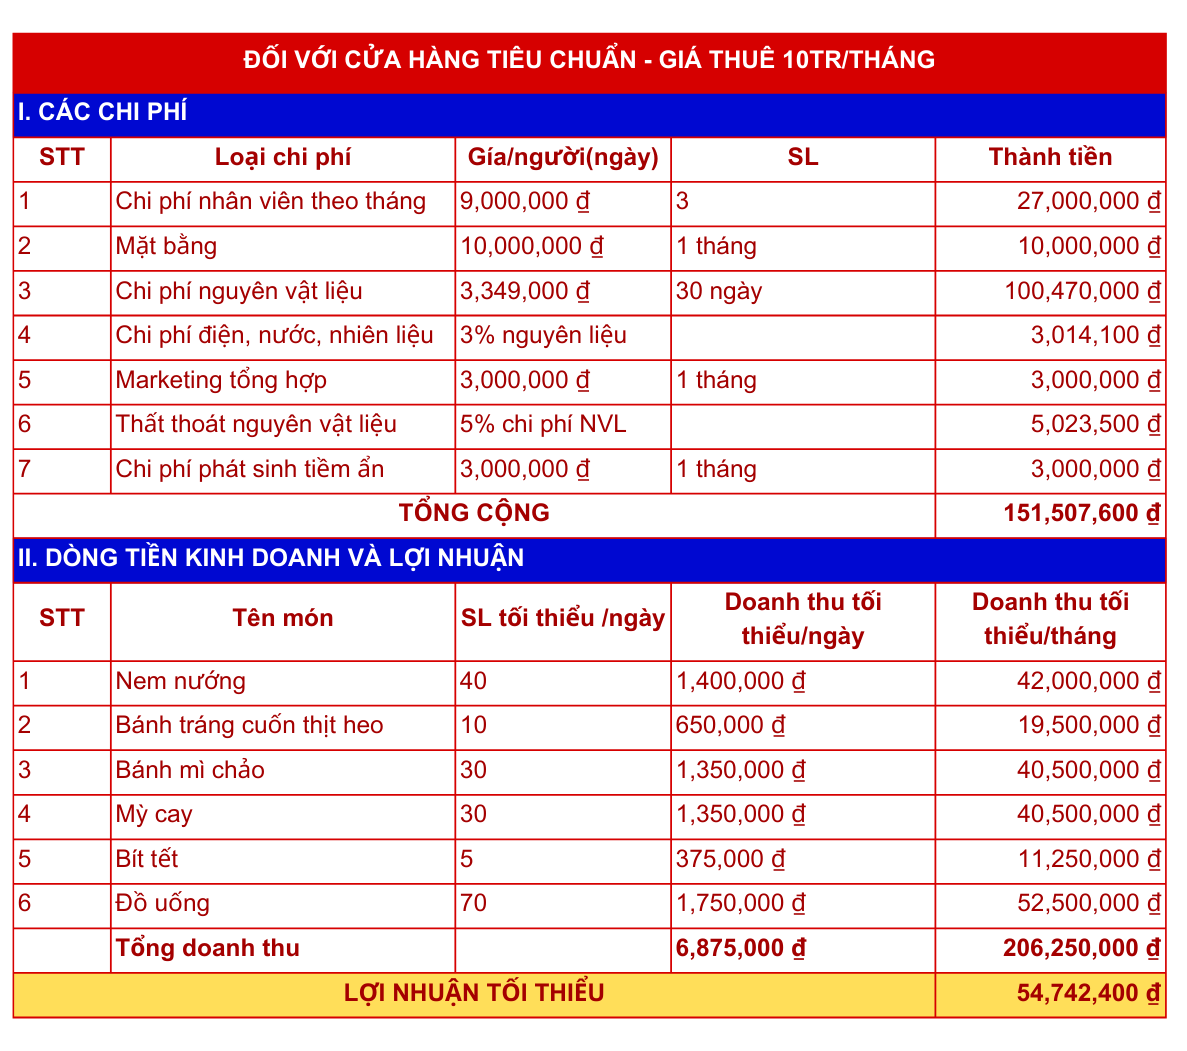 ĐỐI VỚI CỬA HÀNG TIÊU CHUẨN - GIÁ THUÊ 10TR/THÁNG
I. CÁC CHI PHÍ
STT Loại chi phí Gía/người(ngày) SL Thành tiền
1 Chi phí nhân viên theo tháng 9,000,000 ₫ 3 27,000,000 ₫
2 Mặt bằng 10,000,000 ₫ 1 tháng 10,000,000 ₫
3 Chi phí nguyên vật liệu 3,349,000 ₫ 30 ngày 100,470,000 ₫
4 Chi phí điện, nước, nhiên liệu 3% nguyên liệu 3,014,100 ₫
5 Marketing tổng hợp 3,000,000 ₫ 1 tháng 3,000,000 ₫
6 Thất thoát nguyên vật liệu 5% chi phí NVL 5,023,500 ₫
7 Chi phí phát sinh tiềm ẩn 3,000,000 ₫ 1 tháng 3,000,000 ₫
TỔNG CỘNG 151,507,600 ₫
II. DÒNG TIỀN KINH DOANH VÀ LỢI NHUẬN
STT Tên món SL tối thiểu /ngày Doanh thu tối thiểu/ngày Doanh thu tối thiểu/tháng
1 Nem nướng 40 1,400,000 ₫ 42,000,000 ₫
2 Bánh tráng cuốn thịt heo 10 650,000 ₫ 19,500,000 ₫
3 Bánh mì chảo 30 1,350,000 ₫ 40,500,000 ₫
4 Mỳ cay 30 1,350,000 ₫ 40,500,000 ₫
5 Bít tết 5 375,000 ₫ 11,250,000 ₫
6 Đồ uống 70 1,750,000 ₫ 52,500,000 ₫
Tổng doanh thu 6,875,000 ₫ 206,250,000 ₫
LỢI NHUẬN TỐI THIỂU 54,742,400 ₫